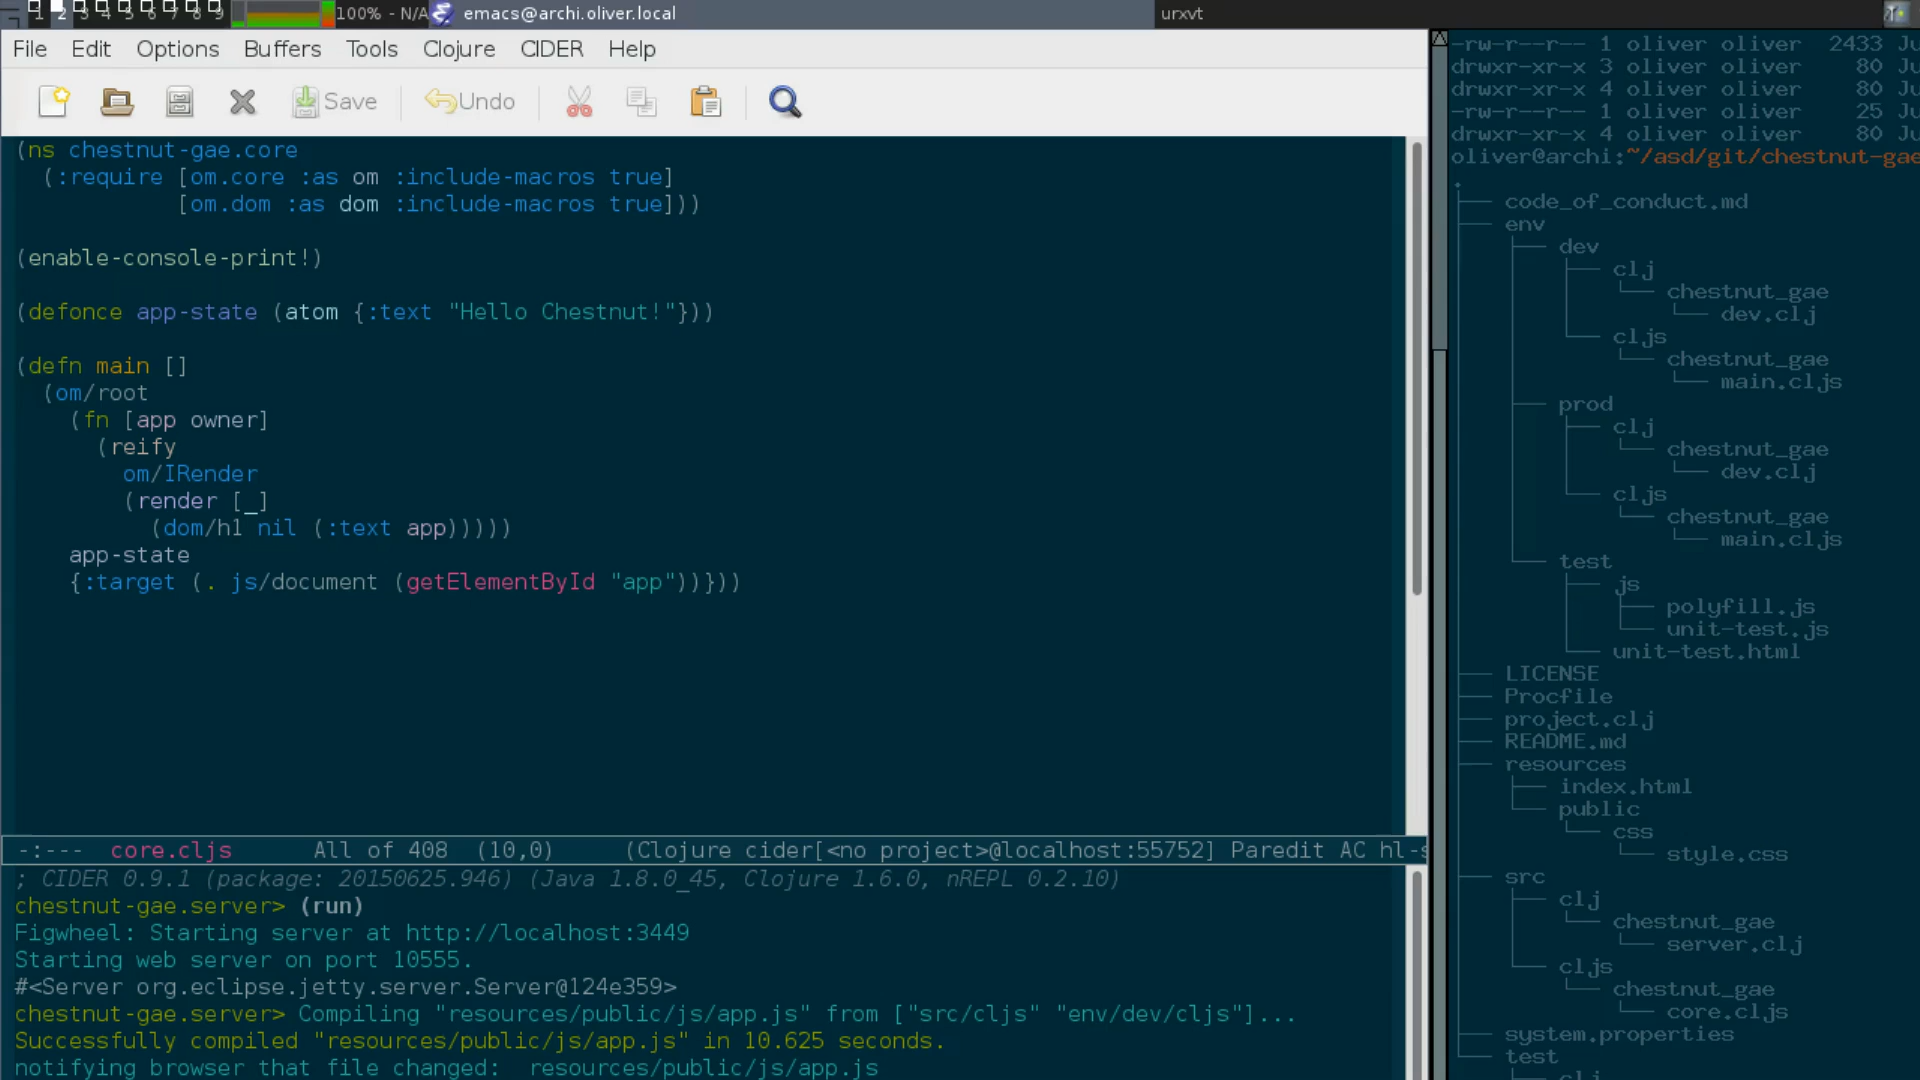 1 2 3 4 5 6 7 8 9 100% - N/A emacs@archi.oliver.local urxvt
File Edit Options Buffers Tools Clojure CIDER Help
Save Undo
(ns chestnut-gae.core
(:require [om.core :as om :include-macros true]
[om.dom :as dom :include-macros true]))
(enable-console-print!)
(defonce app-state (atom {:text "Hello Chestnut!"}))
(defn main []
(om/root
(fn [app owner]
(reify
om/IRender
(render [_]
(dom/h1 nil (:text app)))))
app-state
{:target (. js/document (getElementById "app"))}))
-:--- core.cljs All of 408 (10,0) (Clojure cider[<no project>@localhost:55752] Paredit AC hl-s
; CIDER 0.9.1 (package: 20150625.946) (Java 1.8.0_45, Clojure 1.6.0, nREPL 0.2.10)
chestnut-gae.server> (run)
Figwheel: Starting server at http://localhost:3449
Starting web server on port 10555.
#<Server org.eclipse.jetty.server.Server@124e359>
chestnut-gae.server> Compiling "resources/public/js/app.js" from ["src/cljs" "env/dev/cljs"]...
Successfully compiled "resources/public/js/app.js" in 10.625 seconds.
notifying browser that file changed: resources/public/js/app.js
-rw-r--r-- 1 oliver oliver 2433 Ju
drwxr-xr-x 3 oliver oliver 80 Ju
drwxr-xr-x 4 oliver oliver 80 Ju
-rw-r--r-- 1 oliver oliver 25 Ju
drwxr-xr-x 4 oliver oliver 80 Ju
oliver@archi:~/asd/git/chestnut-gae
.
├── code_of_conduct.md
├── env
│   ├── dev
│   │   ├── clj
│   │   │   └── chestnut_gae
│   │   │       └── dev.clj
│   │   └── cljs
│   │       └── chestnut_gae
│   │           └── main.cljs
│   ├── prod
│   │   ├── clj
│   │   │   └── chestnut_gae
│   │   │       └── dev.clj
│   │   └── cljs
│   │       └── chestnut_gae
│   │           └── main.cljs
│   └── test
│       ├── js
│       │   ├── polyfill.js
│       │   └── unit-test.js
│       └── unit-test.html
├── LICENSE
├── Procfile
├── project.clj
├── README.md
├── resources
│   ├── index.html
│   └── public
│       └── css
│           └── style.css
├── src
│   ├── clj
│   │   └── chestnut_gae
│   │       └── server.clj
│   └── cljs
│       └── chestnut_gae
│           └── core.cljs
├── system.properties
└── test
    ├── clj